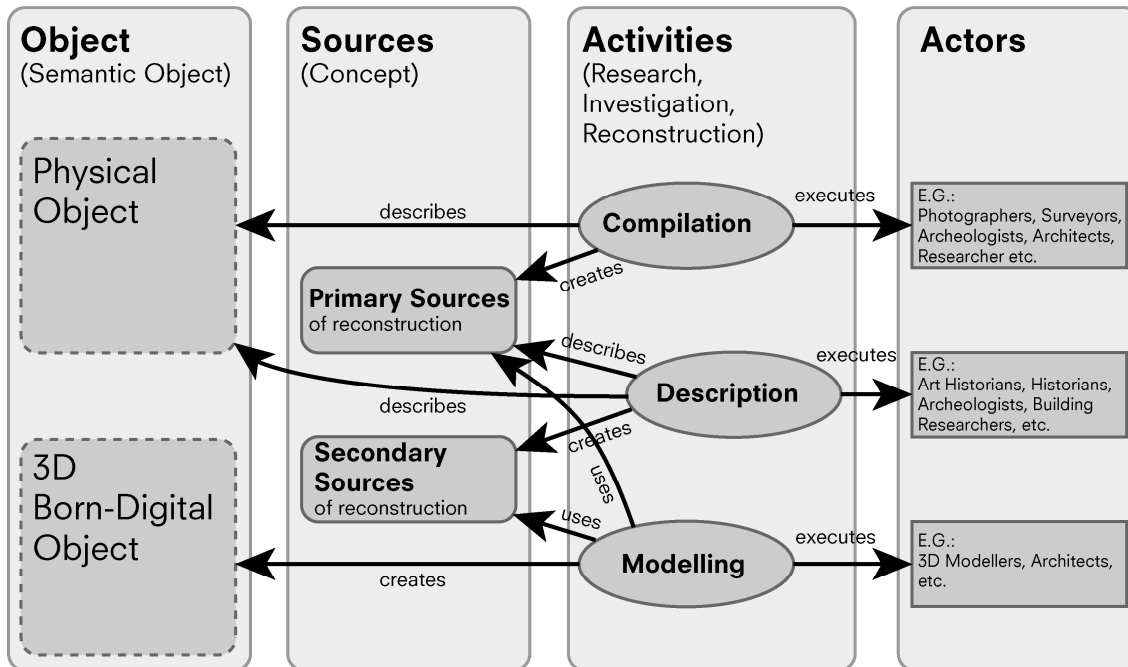 Object
(Semantic Object)
Physical
Object
3D
Born-Digital
Object
Sources
(Concept)
Primary Sources
of reconstruction
Secondary
Sources
of reconstruction
Activities
(Research,
Investigation,
Reconstruction)
Compilation
Description
Modelling
describes
creates
describes
describes
creates
uses
uses
creates
executes
executes
executes
Actors
E.G.:
Photographers, Surveyors,
Archeologists, Architects,
Researcher etc.
E.G.:
Art Historians, Historians,
Archeologists, Building
Researchers, etc.
E.G.:
3D Modellers, Architects,
etc.